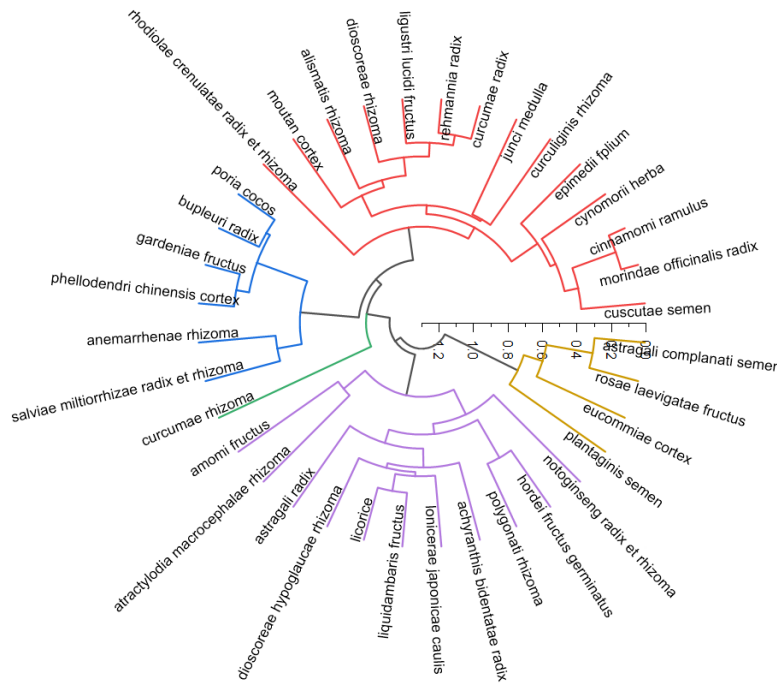 rhodiolae crenulatae radix et rhizoma
moutan cortex
alismatis rhizoma
dioscoreae rhizoma
ligustri lucidi fructus
rehmannia radix
curcumae radix
junci medulla
curculiginis rhizoma
epimedii fplium
cynomorii herba
cinnamomi ramulus
morindae officinalis radix
cuscutae semen
astragali complanati semen
rosae laevigatae fructus
eucommiae cortex
plantaginis semen
notoginseng radix et rhizoma
hordei fructus germinatus
polygonati rhizoma
achyranthis bidentatae radix
lonicerae japonicae caulis
liquidambaris fructus
licorice
dioscoreae hypoglaucae rhizoma
astragali radix
atractylodia macrocephalae rhizoma
amomi fructus
curcumae rhizoma
salviae miltiorrhizae radix et rhizoma
anemarrhenae rhizoma
phellodendri chinensis cortex
gardeniae fructus
bupleuri radix
poria cocos
1.2
1.0
0.8
0.6
0.4
0.2
0.0